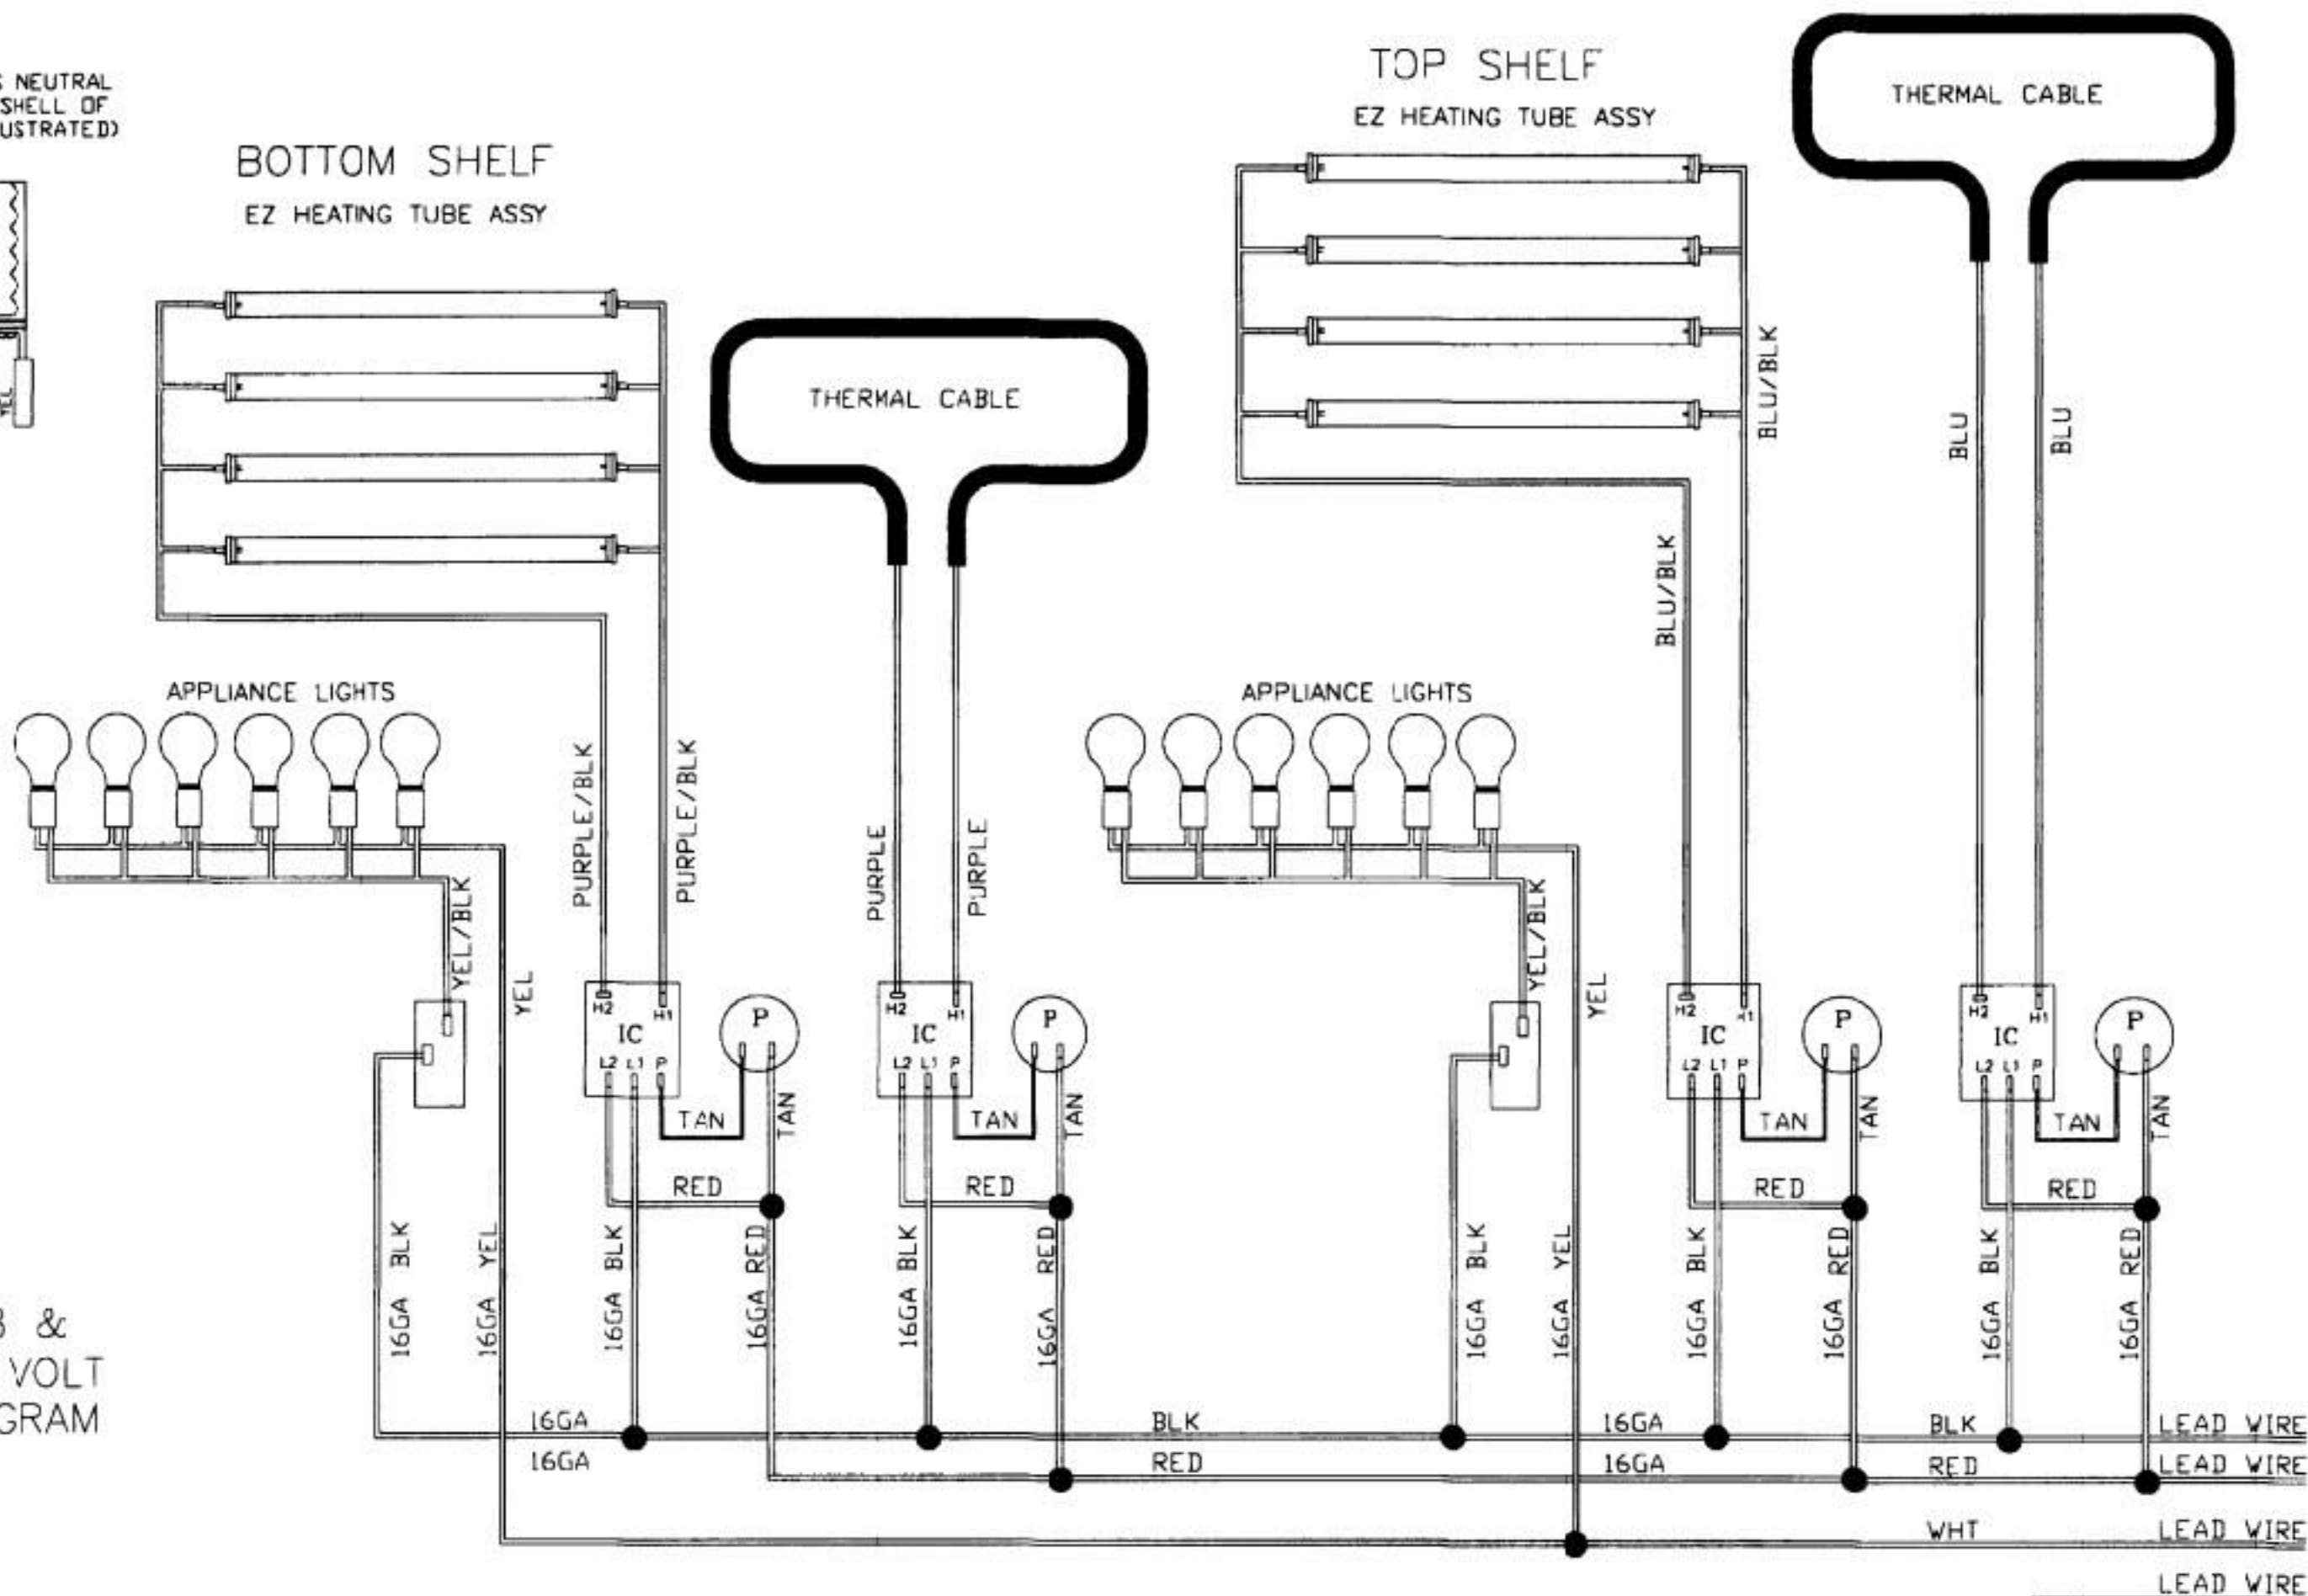 NEUTRAL
SHELL OF
USTRATED)
YEL
BOTTOM SHELF
EZ HEATING TUBE ASSY
THERMAL CABLE
TOP SHELF
EZ HEATING TUBE ASSY
THERMAL CABLE
BLU/BLK
BLU/BLK
BLU
BLU
APPLIANCE LIGHTS
APPLIANCE LIGHTS
PURPLE/BLK
PURPLE/BLK
PURPLE
PURPLE
YEL/BLK
YEL
YEL/BLK
YEL
H2 H1
IC
L2 L1 P
P
H2 H1
IC
L2 L1 P
P
H2 H1
IC
L2 L1 P
P
H2 H1
IC
L2 L1 P
P
TAN
TAN
TAN
TAN
TAN
TAN
TAN
TAN
RED
RED
RED
RED
16GA BLK
16GA YEL
16GA BLK
16GA RED
16GA BLK
16GA RED
16GA BLK
16GA YEL
16GA BLK
16GA RED
16GA BLK
16GA RED
&
VOLT
GRAM
16GA BLK 16GA BLK LEAD WIRE
16GA RED 16GA RED LEAD WIRE
WHT LEAD WIRE
LEAD WIRE